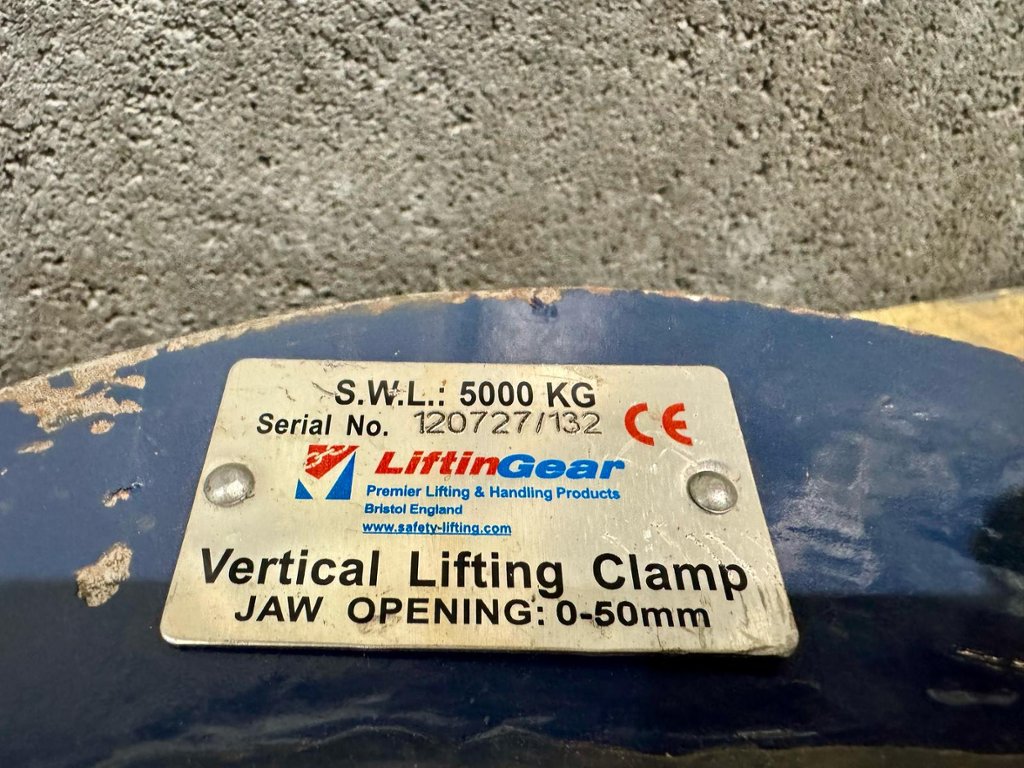 S.W.L.: 5000 KG
Serial No. 120727/132
CE
LiftinGear
Premier Lifting & Handling Products
Bristol England
www.safety-lifting.com
Vertical Lifting Clamp
JAW OPENING: 0-50mm